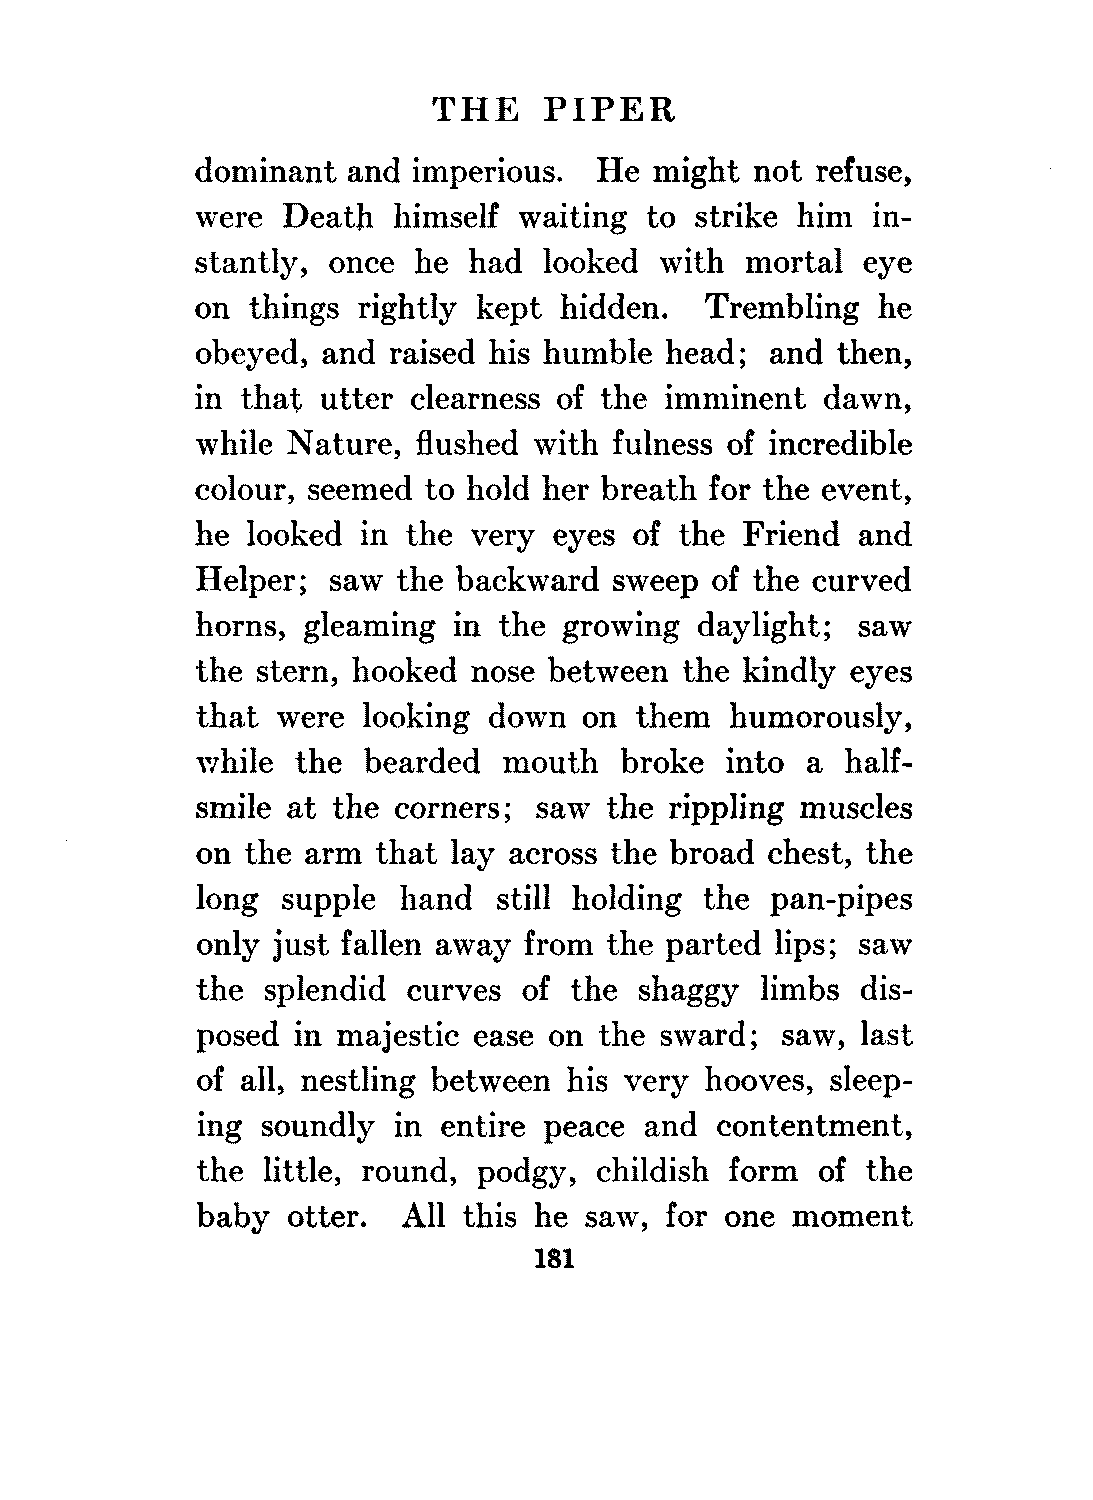 THE PIPER
dominant and imperious. He might not refuse,
were Death himself waiting to strike him in-
stantly, once he had looked with mortal eye
on things rightly kept hidden. Trembling he
obeyed, and raised his humble head; and then,
in that utter clearness of the imminent dawn,
while Nature, flushed with fulness of incredible
colour, seemed to hold her breath for the event,
he looked in the very eyes of the Friend and
Helper; saw the backward sweep of the curved
horns, gleaming in the growing daylight; saw
the stern, hooked nose between the kindly eyes
that were looking down on them humorously,
while the bearded mouth broke into a half-
smile at the corners; saw the rippling muscles
on the arm that lay across the broad chest, the
long supple hand still holding the pan-pipes
only just fallen away from the parted lips; saw
the splendid curves of the shaggy limbs dis-
posed in majestic ease on the sward; saw, last
of all, nestling between his very hooves, sleep-
ing soundly in entire peace and contentment,
the little, round, podgy, childish form of the
baby otter. All this he saw, for one moment
181